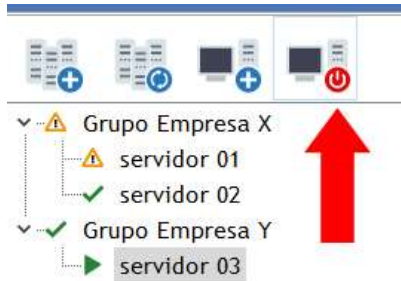 Grupo Empresa X
servidor 01
servidor 02
Grupo Empresa Y
servidor 03